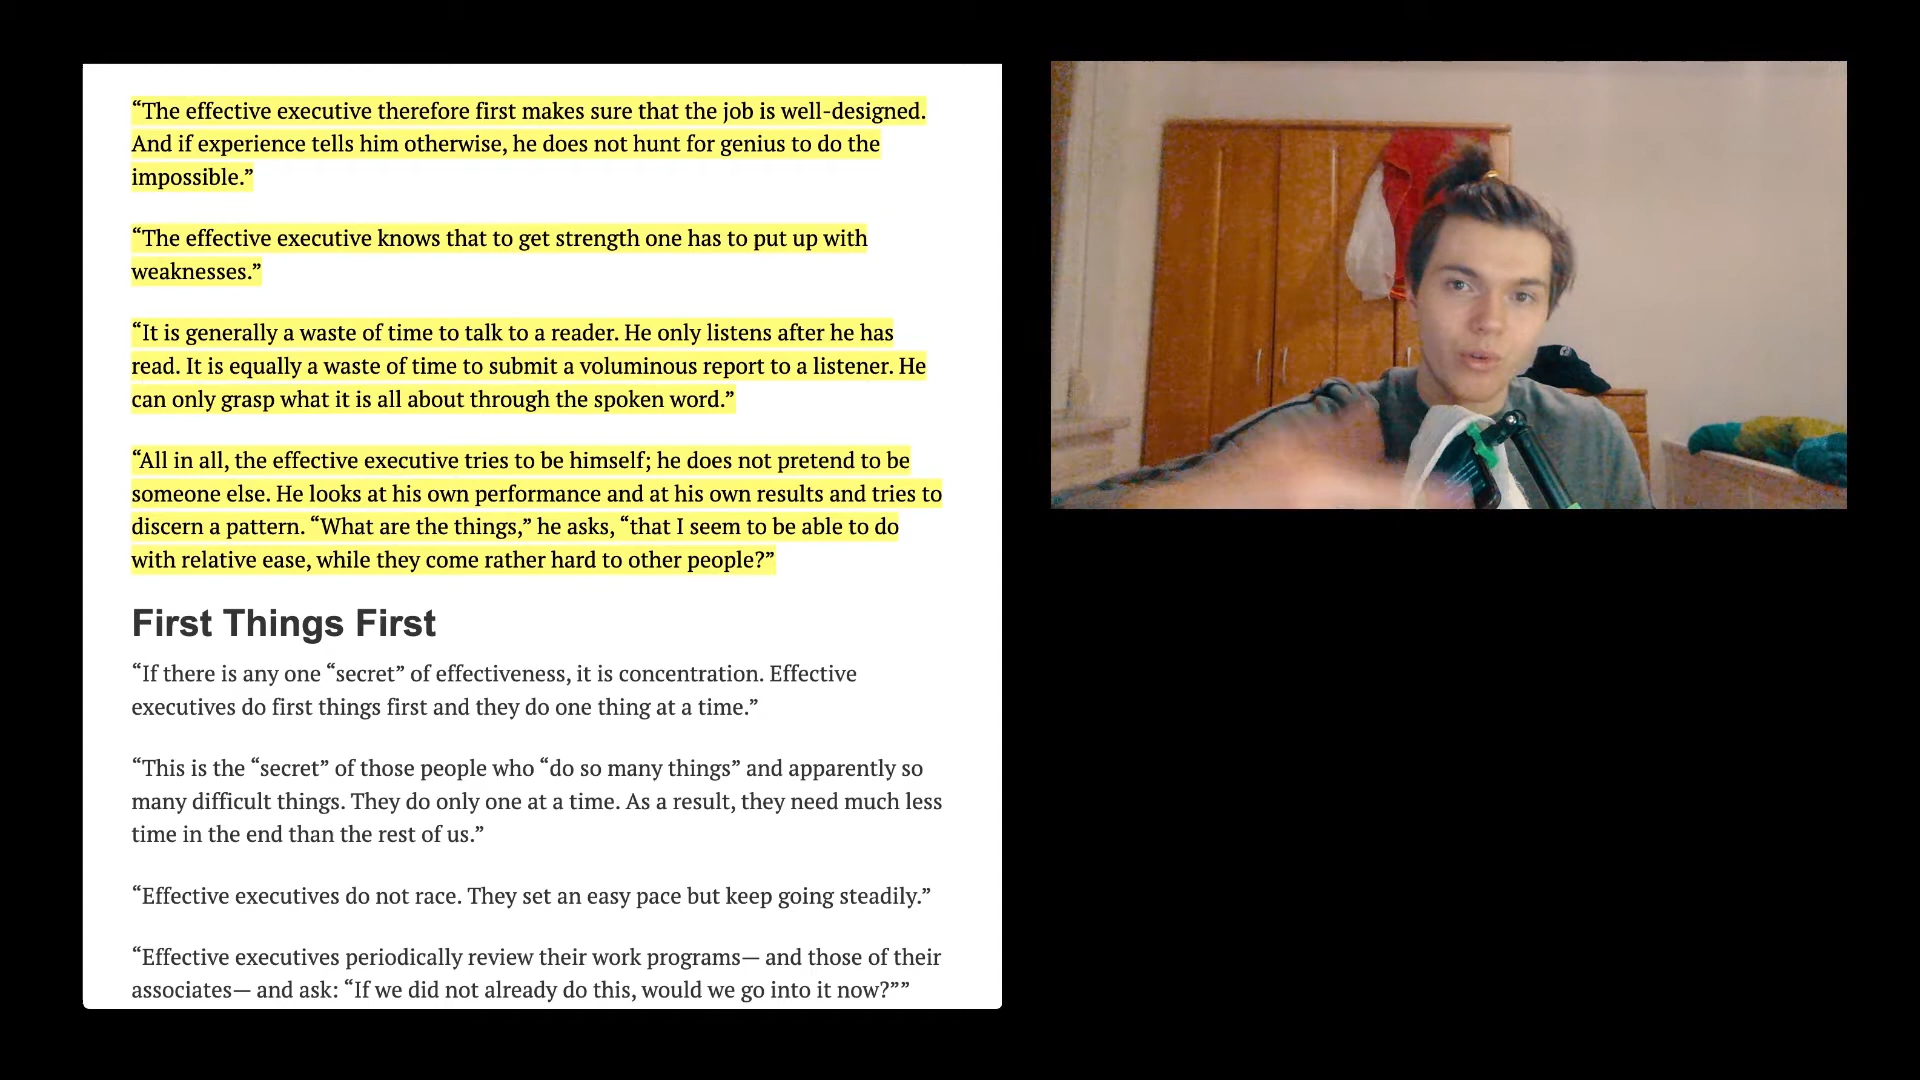 “The effective executive therefore first makes sure that the job is well-designed.
And if experience tells him otherwise, he does not hunt for genius to do the
impossible.”
“The effective executive knows that to get strength one has to put up with
weaknesses.”
“It is generally a waste of time to talk to a reader. He only listens after he has
read. It is equally a waste of time to submit a voluminous report to a listener. He
can only grasp what it is all about through the spoken word.”
“All in all, the effective executive tries to be himself; he does not pretend to be
someone else. He looks at his own performance and at his own results and tries to
discern a pattern. “What are the things,” he asks, “that I seem to be able to do
with relative ease, while they come rather hard to other people?”
First Things First
“If there is any one “secret” of effectiveness, it is concentration. Effective
executives do first things first and they do one thing at a time.”
“This is the “secret” of those people who “do so many things” and apparently so
many difficult things. They do only one at a time. As a result, they need much less
time in the end than the rest of us.”
“Effective executives do not race. They set an easy pace but keep going steadily.”
“Effective executives periodically review their work programs— and those of their
associates— and ask: “If we did not already do this, would we go into it now?””